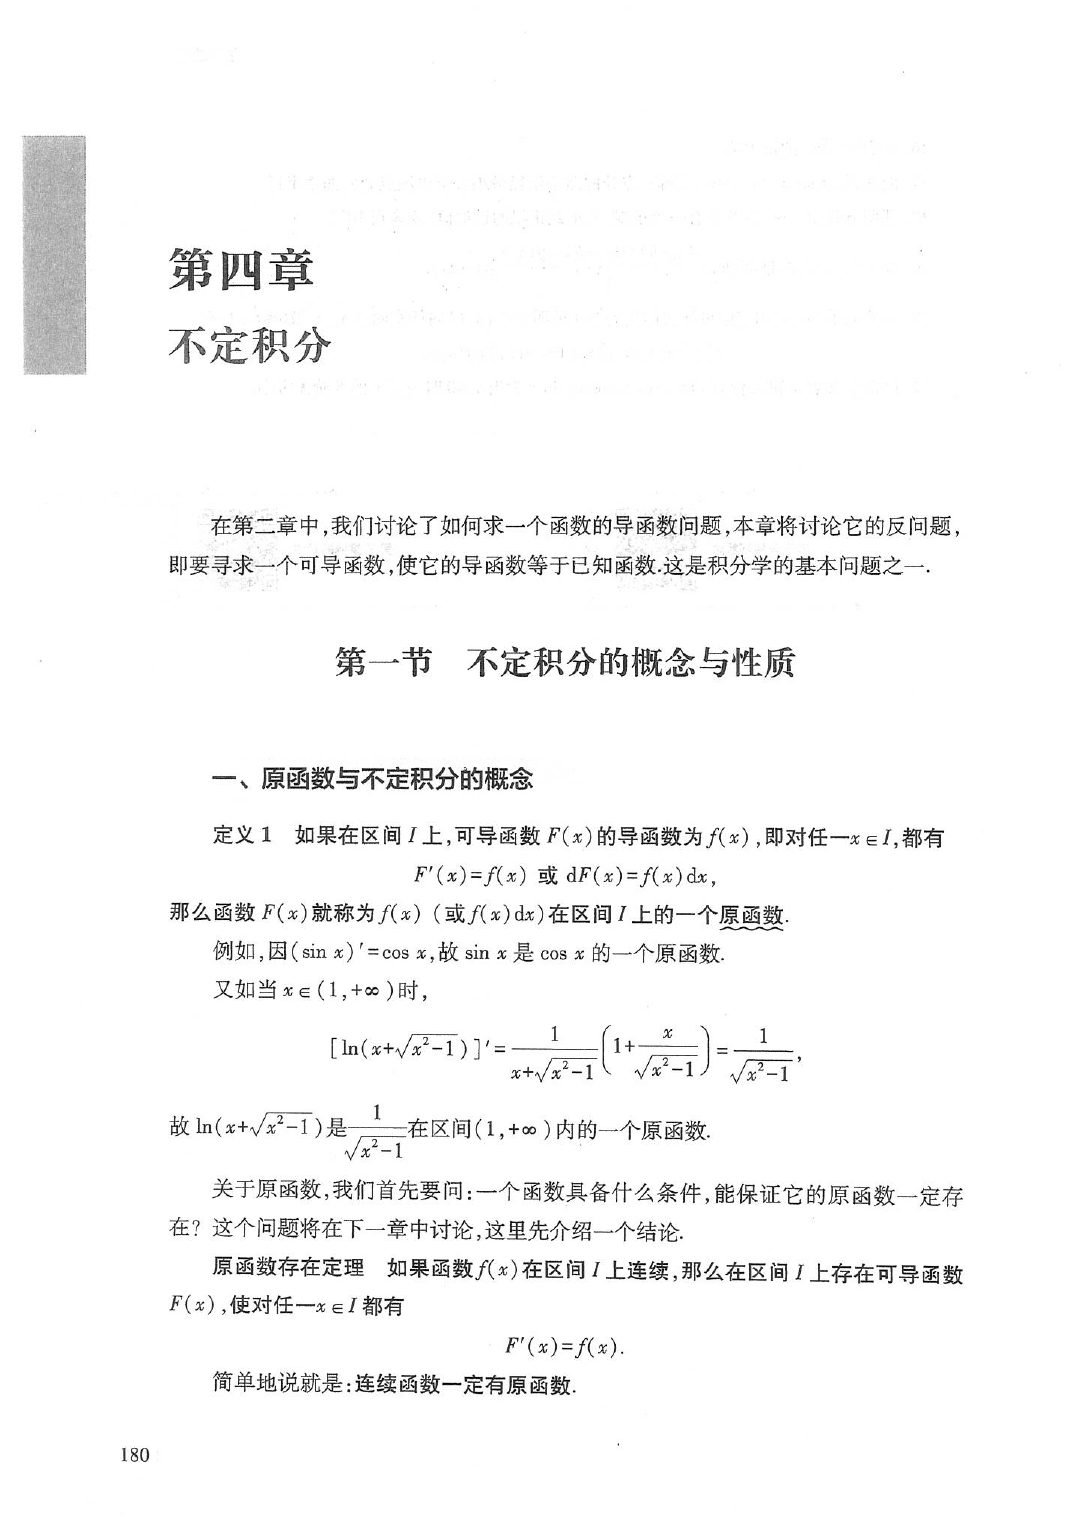 第四章
不定积分
在第二章中,我们讨论了如何求一个函数的导函数问题,本章将讨论它的反问题,
即要寻求一个可导函数,使它的导函数等于已知函数.这是积分学的基本问题之一.
第一节 不定积分的概念与性质
一、原函数与不定积分的概念
定义 1 如果在区间 I 上,可导函数 F(x)的导函数为 f(x),即对任一x∈I,都有
F′(x)=f(x) 或 dF(x)=f(x)dx,
那么函数 F(x)就称为 f(x) (或 f(x)dx)在区间 I 上的一个原函数.
例如,因(sin x)′=cos x,故 sin x 是 cos x 的一个原函数.
又如当 x∈(1,+∞)时,
[ln(x+√(x²-1))]′=1/(x+√(x²-1))(1+x/√(x²-1))=1/√(x²-1),
故 ln(x+√(x²-1))是1/√(x²-1)在区间(1,+∞)内的一个原函数.
关于原函数,我们首先要问:一个函数具备什么条件,能保证它的原函数一定存
在? 这个问题将在下一章中讨论,这里先介绍一个结论.
原函数存在定理 如果函数 f(x)在区间 I 上连续,那么在区间 I 上存在可导函数
F(x),使对任一x∈I 都有
F′(x)=f(x).
简单地说就是:连续函数一定有原函数.
180